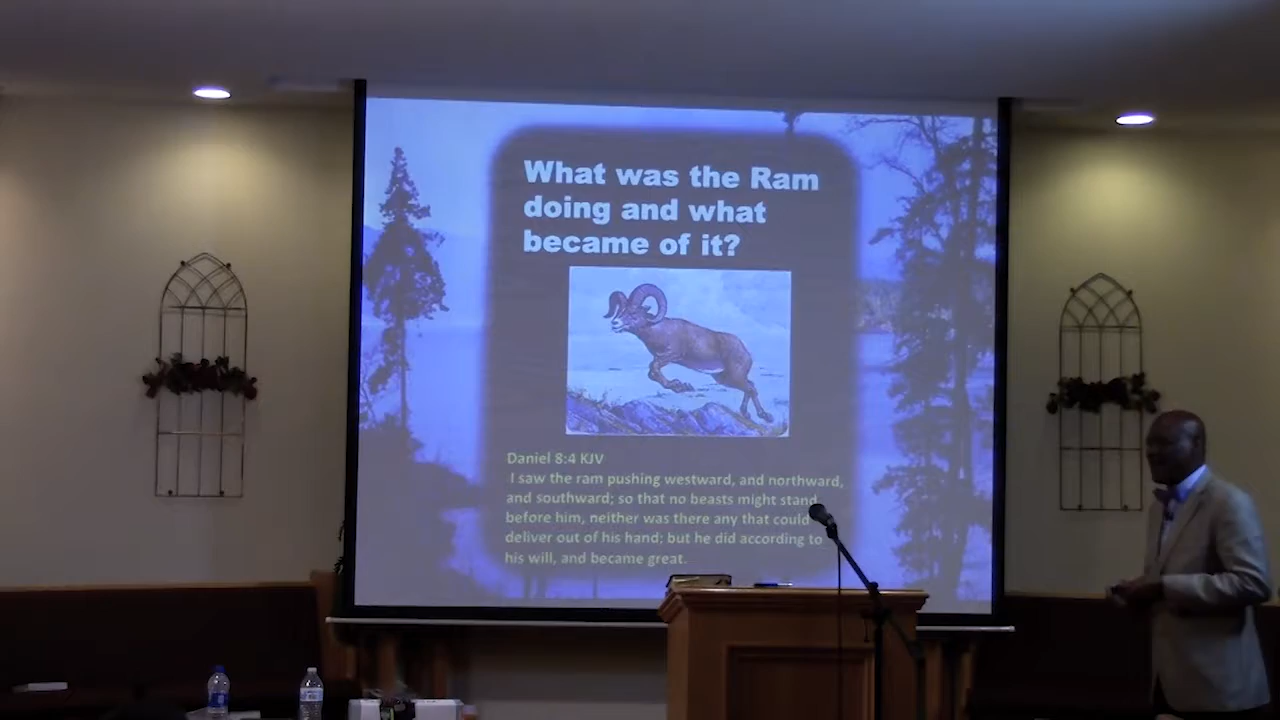 What was the Ram
doing and what
became of it?
Daniel 8:4 KJV
I saw the ram pushing westward, and northward,
and southward; so that no beasts might stand
before him, neither was there any that could
deliver out of his hand; but he did according to
his will, and became great.